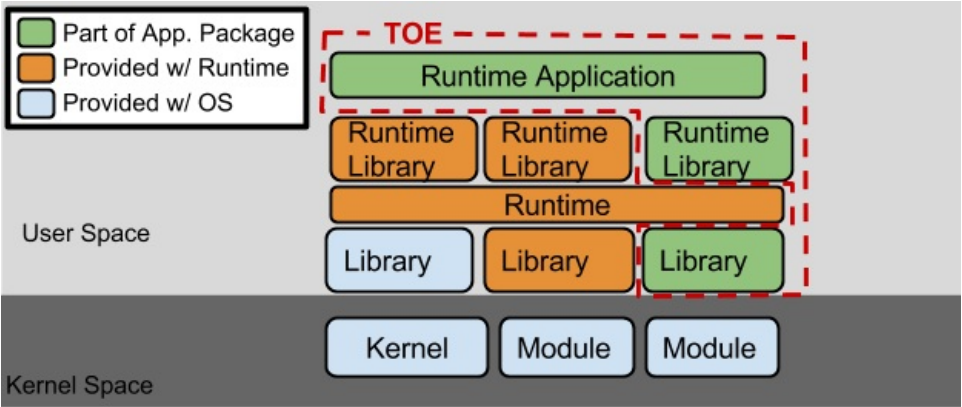 Part of App. Package
Provided w/ Runtime
Provided w/ OS
TOE
Runtime Application
Runtime
Library
Runtime
Library
Runtime
Library
Runtime
User Space
Library
Library
Library
Kernel
Module
Module
Kernel Space